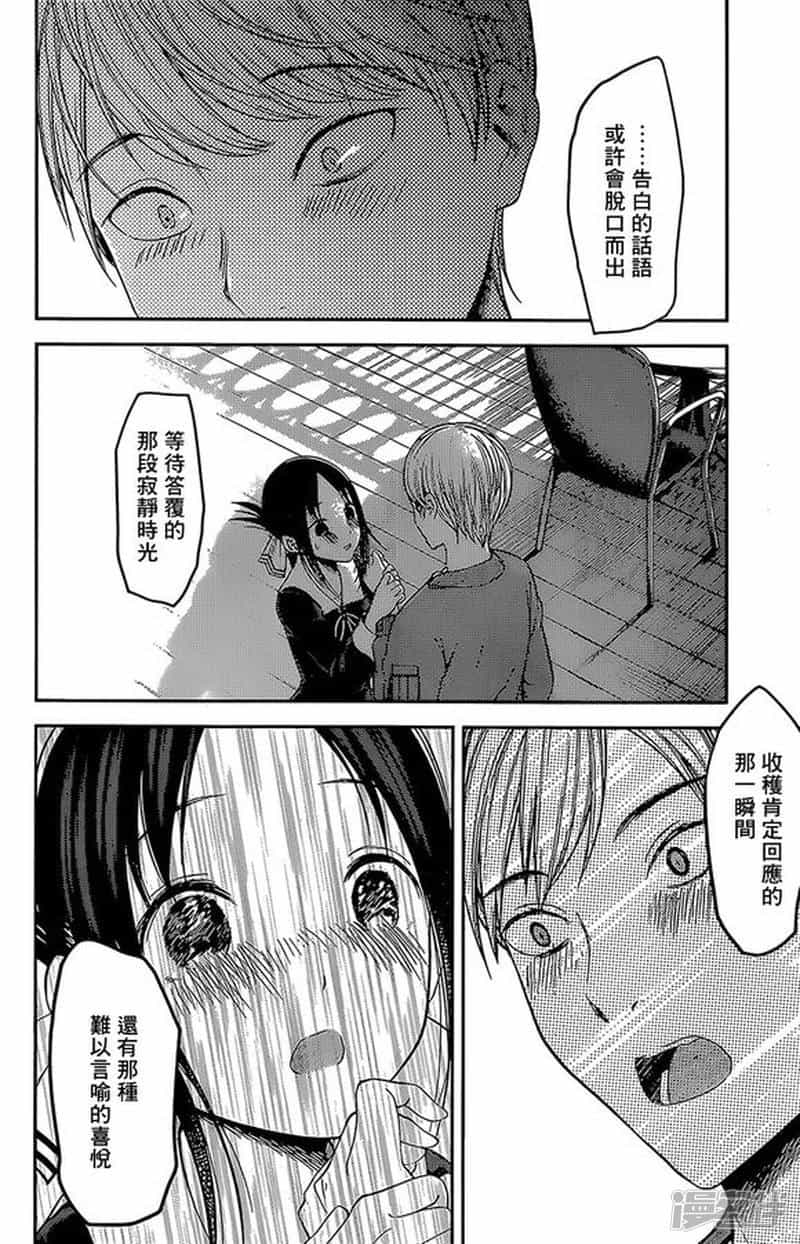 ……告白的話語
或許會脫口而出
等待答覆的
那段寂靜時光
收穫肯定回應的
那一瞬間
還有那種
難以言喻的喜悅